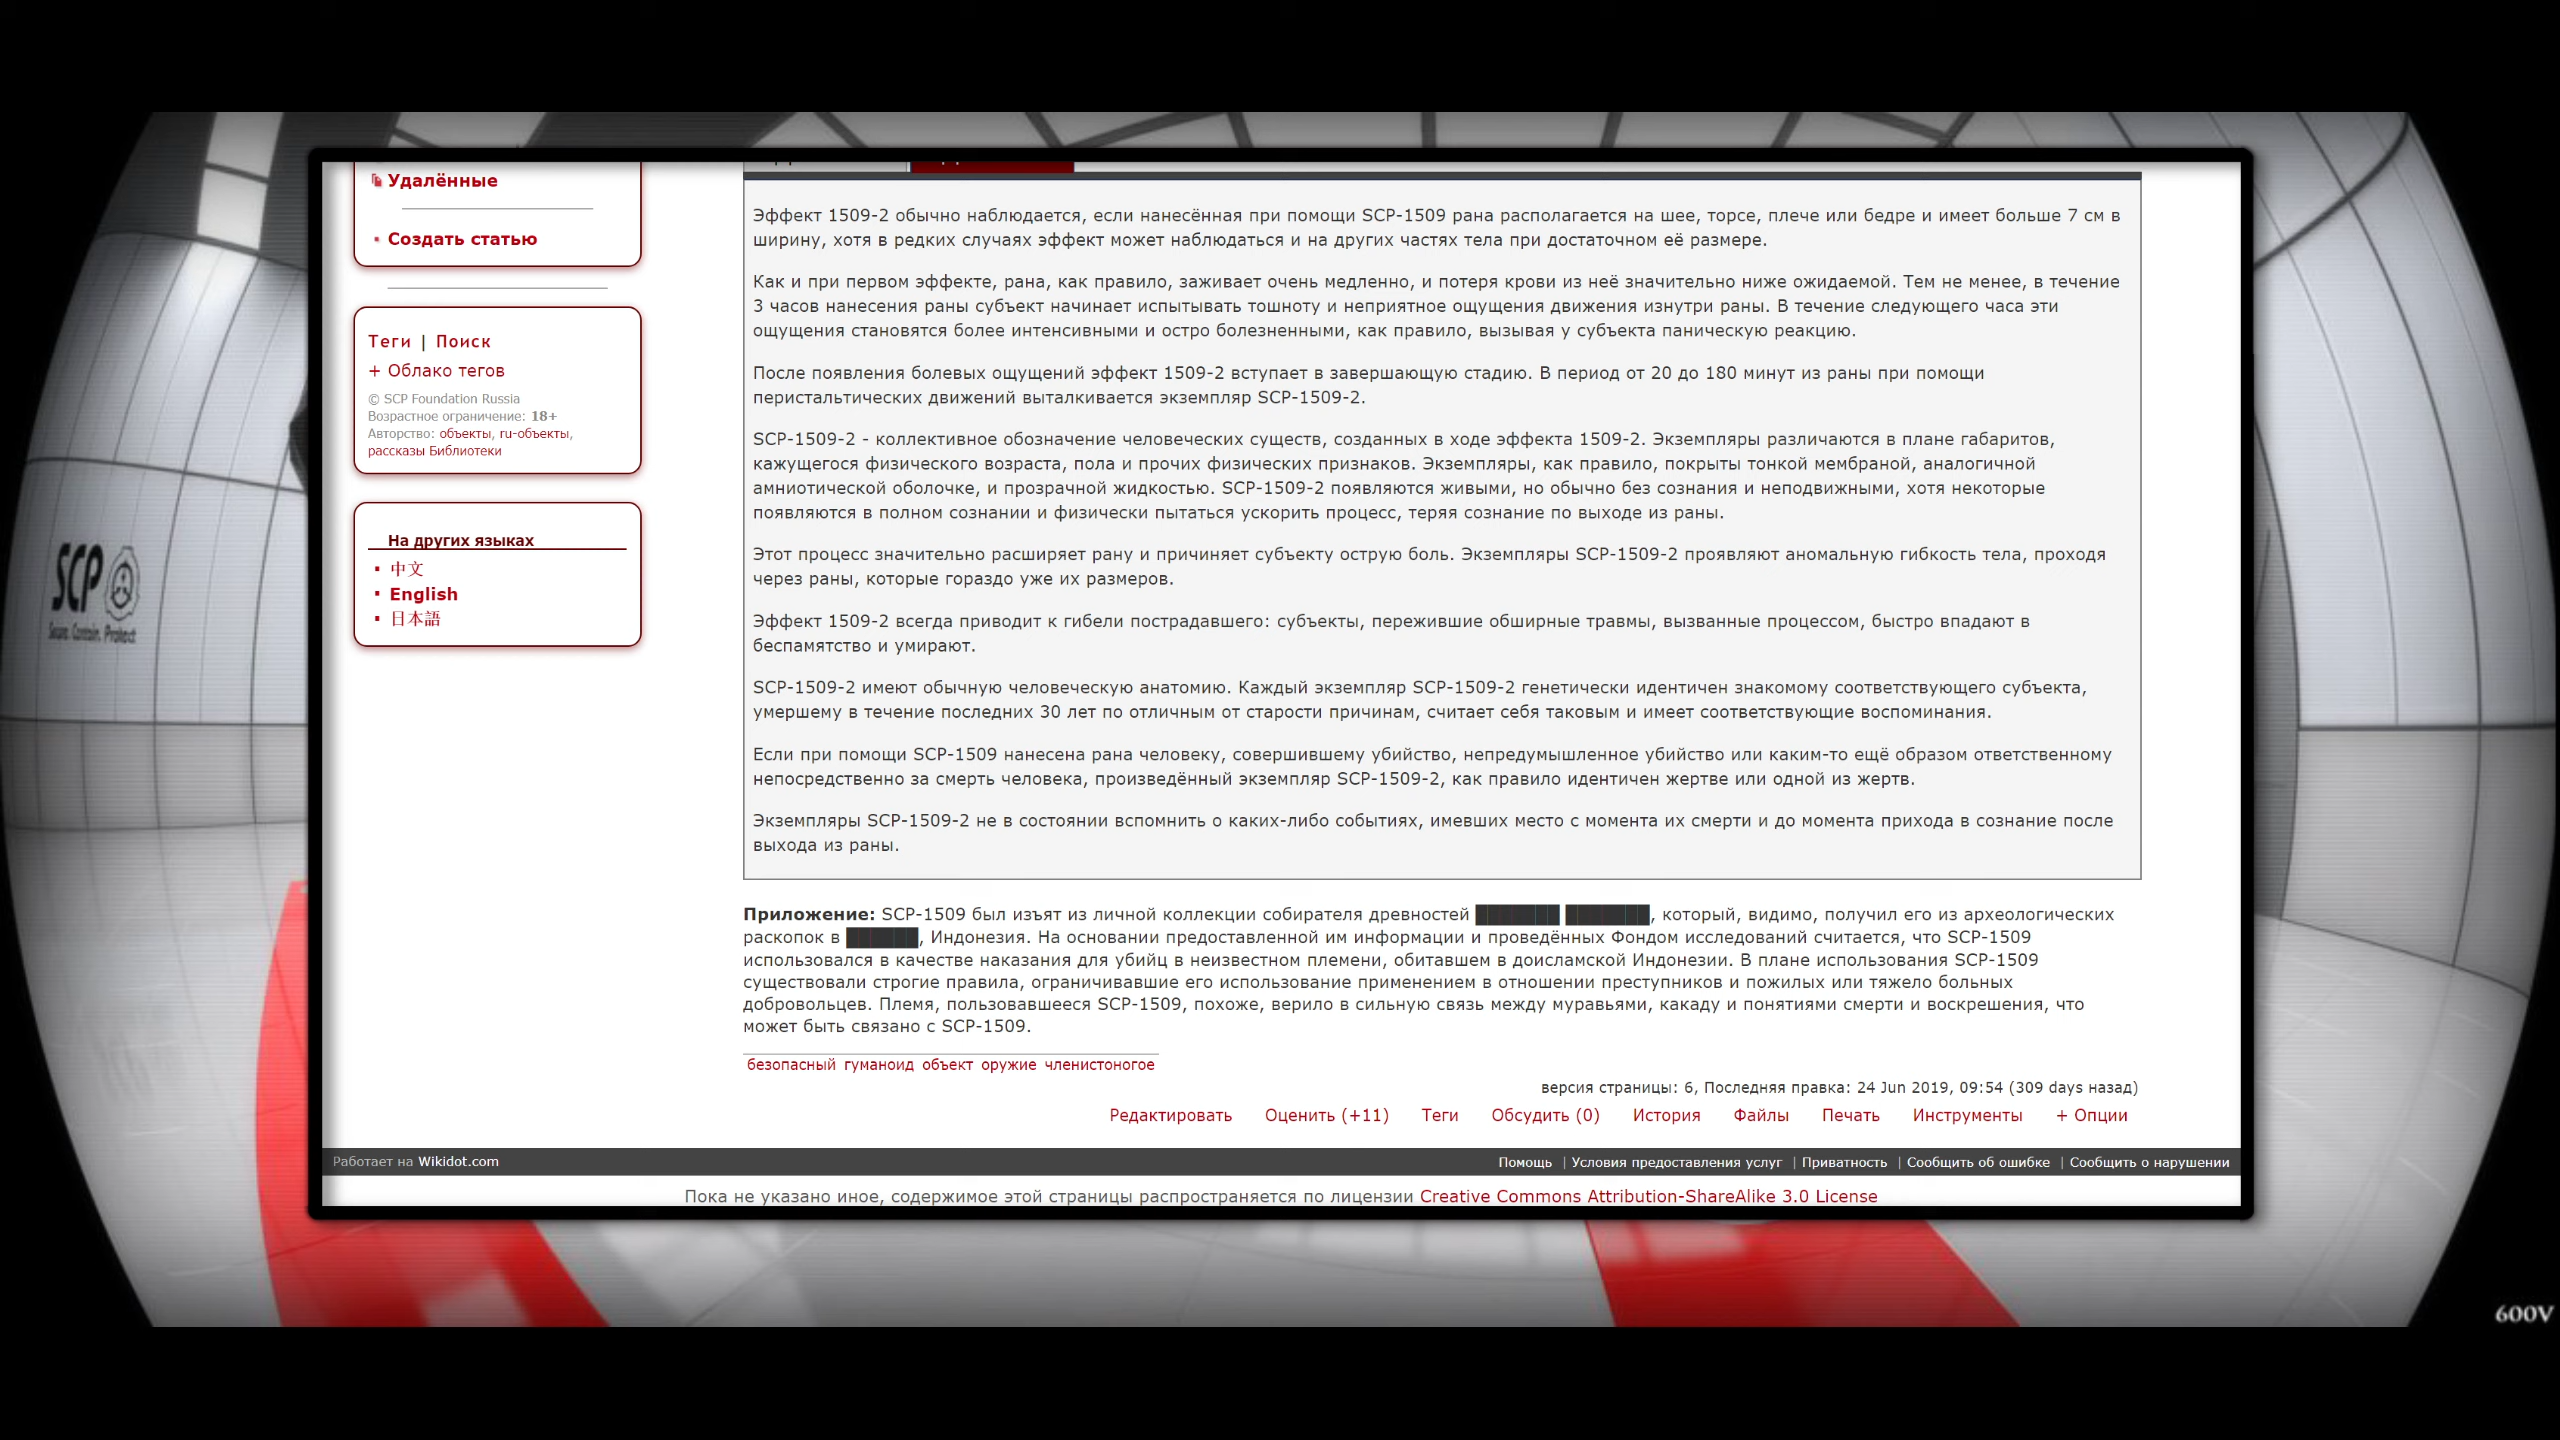 Удалённые
Создать статью
Теги | Поиск
+ Облако тегов
© SCP Foundation Russia
Возрастное ограничение: 18+
Авторство: объекты, ru-объекты,
рассказы Библиотеки
На других языках
中文
English
日本語
Эффект 1509-2 обычно наблюдается, если нанесённая при помощи SCP-1509 рана располагается на шее, торсе, плече или бедре и имеет больше 7 см в
ширину, хотя в редких случаях эффект может наблюдаться и на других частях тела при достаточном её размере.
Как и при первом эффекте, рана, как правило, заживает очень медленно, и потеря крови из неё значительно ниже ожидаемой. Тем не менее, в течение
3 часов нанесения раны субъект начинает испытывать тошноту и неприятное ощущения движения изнутри раны. В течение следующего часа эти
ощущения становятся более интенсивными и остро болезненными, как правило, вызывая у субъекта паническую реакцию.
После появления болевых ощущений эффект 1509-2 вступает в завершающую стадию. В период от 20 до 180 минут из раны при помощи
перистальтических движений выталкивается экземпляр SCP-1509-2.
SCP-1509-2 - коллективное обозначение человеческих существ, созданных в ходе эффекта 1509-2. Экземпляры различаются в плане габаритов,
кажущегося физического возраста, пола и прочих физических признаков. Экземпляры, как правило, покрыты тонкой мембраной, аналогичной
амниотической оболочке, и прозрачной жидкостью. SCP-1509-2 появляются живыми, но обычно без сознания и неподвижными, хотя некоторые
появляются в полном сознании и физически пытаться ускорить процесс, теряя сознание по выходе из раны.
Этот процесс значительно расширяет рану и причиняет субъекту острую боль. Экземпляры SCP-1509-2 проявляют аномальную гибкость тела, проходя
через раны, которые гораздо уже их размеров.
Эффект 1509-2 всегда приводит к гибели пострадавшего: субъекты, пережившие обширные травмы, вызванные процессом, быстро впадают в
беспамятство и умирают.
SCP-1509-2 имеют обычную человеческую анатомию. Каждый экземпляр SCP-1509-2 генетически идентичен знакомому соответствующего субъекта,
умершему в течение последних 30 лет по отличным от старости причинам, считает себя таковым и имеет соответствующие воспоминания.
Если при помощи SCP-1509 нанесена рана человеку, совершившему убийство, непредумышленное убийство или каким-то ещё образом ответственному
непосредственно за смерть человека, произведённый экземпляр SCP-1509-2, как правило идентичен жертве или одной из жертв.
Экземпляры SCP-1509-2 не в состоянии вспомнить о каких-либо событиях, имевших место с момента их смерти и до момента прихода в сознание после
выхода из раны.
Приложение: SCP-1509 был изъят из личной коллекции собирателя древностей ███████ ███████, который, видимо, получил его из археологических
раскопок в ██████, Индонезия. На основании предоставленной им информации и проведённых Фондом исследований считается, что SCP-1509
использовался в качестве наказания для убийц в неизвестном племени, обитавшем в доисламской Индонезии. В плане использования SCP-1509
существовали строгие правила, ограничивавшие его использование применением в отношении преступников и пожилых или тяжело больных
добровольцев. Племя, пользовавшееся SCP-1509, похоже, верило в сильную связь между муравьями, какаду и понятиями смерти и воскрешения, что
может быть связано с SCP-1509.
безопасный гуманоид объект оружие членистоногое
версия страницы: 6, Последняя правка: 24 Jun 2019, 09:54 (309 days назад)
Редактировать Оценить (+11) Теги Обсудить (0) История Файлы Печать Инструменты + Опции
Работает на Wikidot.com
Помощь | Условия предоставления услуг | Приватность | Сообщить об ошибке | Сообщить о нарушении
Пока не указано иное, содержимое этой страницы распространяется по лицензии Creative Commons Attribution-ShareAlike 3.0 License
SCP
Secure. Contain. Protect
600V